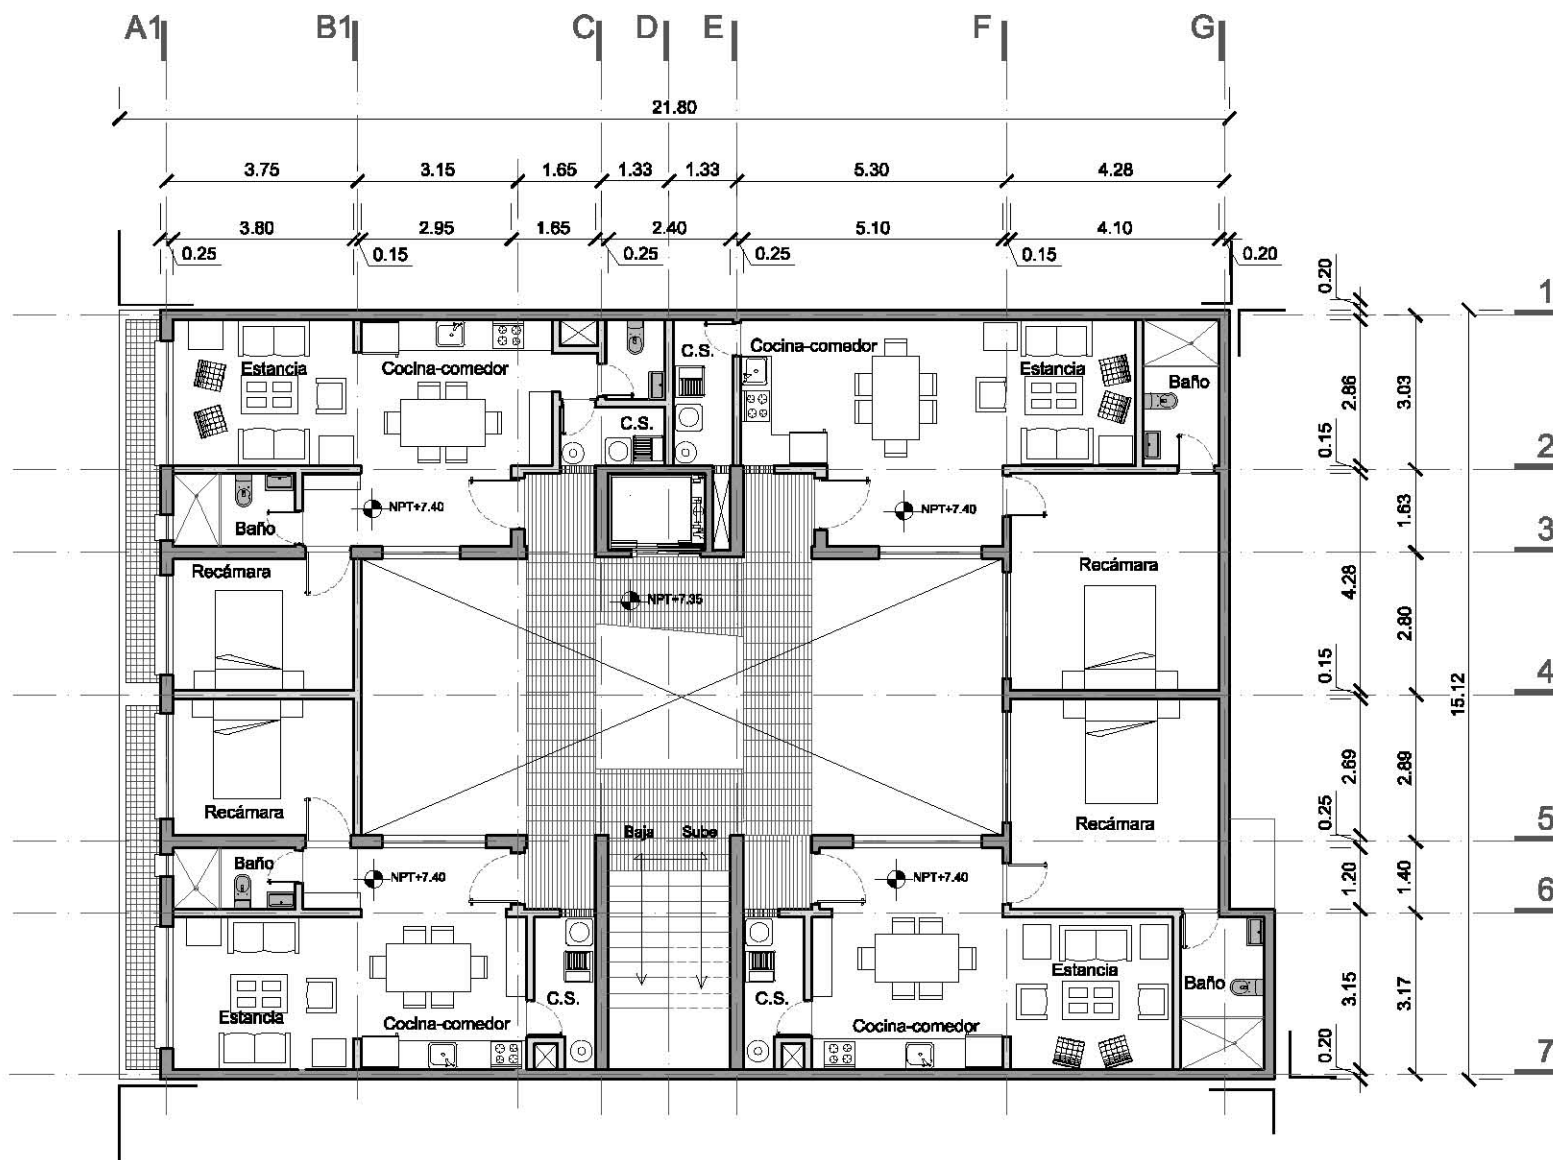 A1 B1 C D E F G
21.80
3.75 3.15 1.65 1.33 1.33 5.30 4.28
3.80 2.95 1.65 2.40 5.10 4.10
0.25 0.15 0.25 0.25 0.15 0.20
0.20
1
C.S. Cocina-comedor
Estancia Cocina-comedor Estancia
Baño
2.86 3.03
C.S.
0.15
2
NPT+7.40 NPT+7.40
1.63
Baño
3
Recámara Recámara
4.28
NPT+7.35
2.80
0.15
4
15.12
2.69 2.89
Recámara
Recámara
0.25
5
Baja Sube
Baño
NPT+7.40 NPT+7.40
1.20 1.40
6
Estancia
Baño
3.15 3.17
C.S. C.S.
Estancia
Cocina-comedor Cocina-comedor
0.20
7